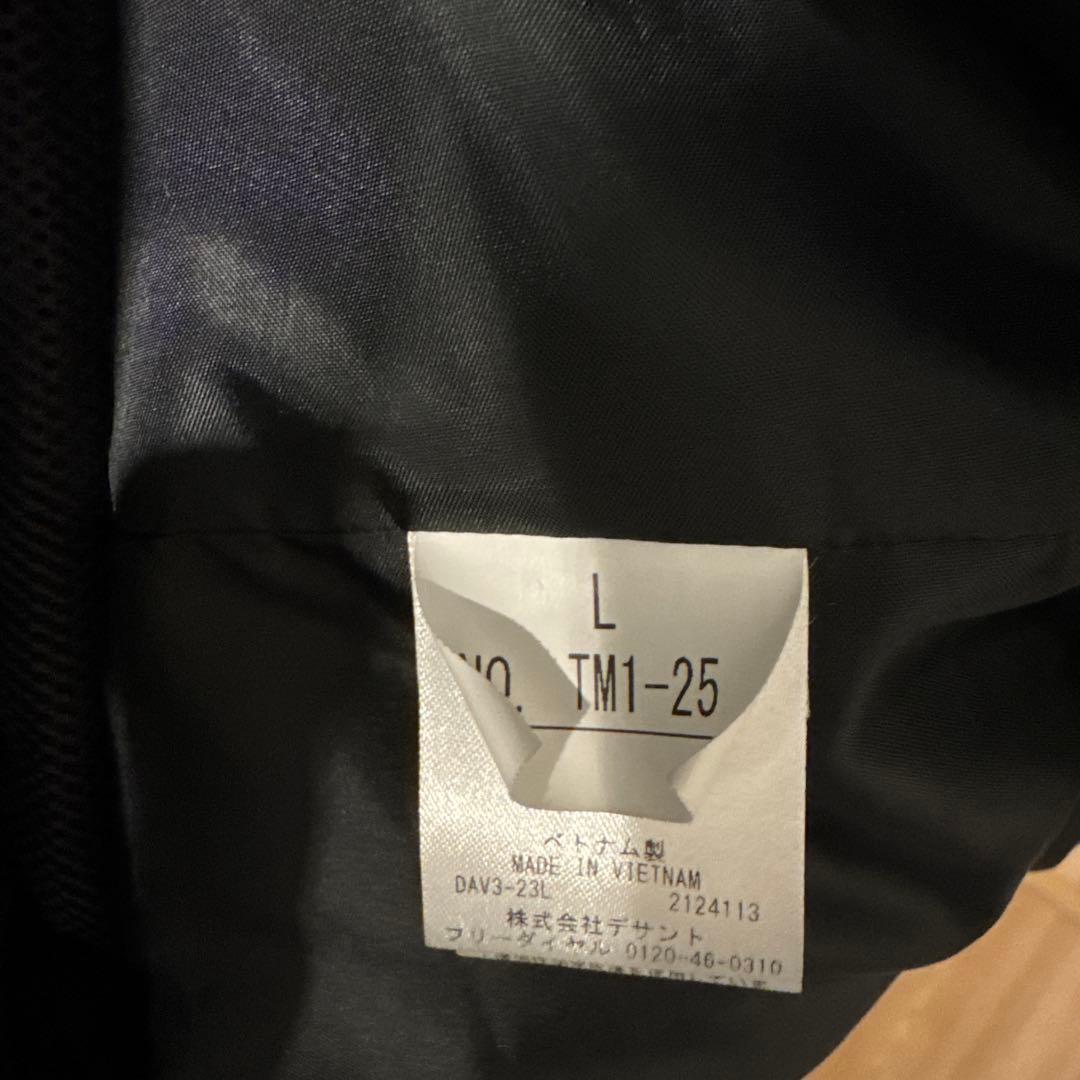 L
NO. TM1-25
ベトナム製
MADE IN VIETNAM
DAV3-23L 2124113
株式会社デサント
フリーダイヤル 0120-46-0310